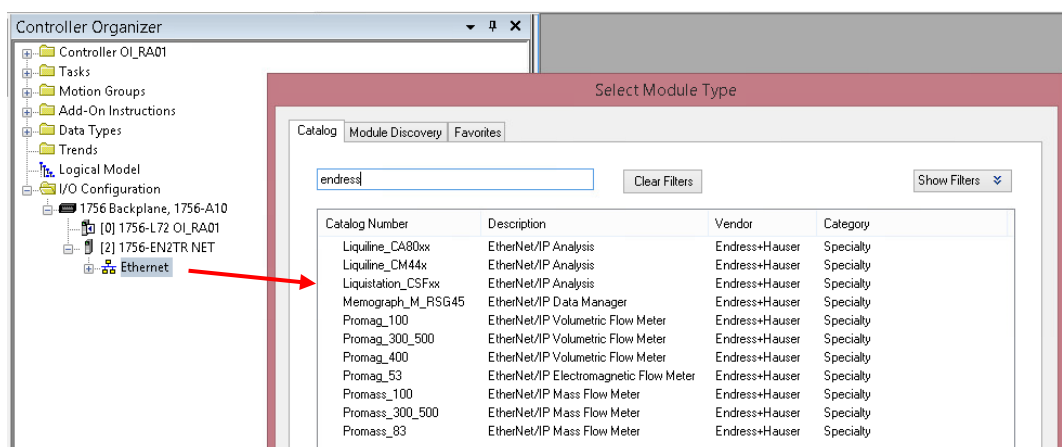 Controller Organizer
Controller OI_RA01
Tasks
Motion Groups
Add-On Instructions
Data Types
Trends
Logical Model
I/O Configuration
1756 Backplane, 1756-A10
[0] 1756-L72 OI_RA01
[2] 1756-EN2TR NET
Ethernet
Select Module Type
Catalog Module Discovery Favorites
endress Clear Filters Show Filters
Catalog Number Description Vendor Category
Liquiline_CA80xx EtherNet/IP Analysis Endress+Hauser Specialty
Liquiline_CM44x EtherNet/IP Analysis Endress+Hauser Specialty
Liquistation_CSFxx EtherNet/IP Analysis Endress+Hauser Specialty
Memograph_M_RSG45 EtherNet/IP Data Manager Endress+Hauser Specialty
Promag_100 EtherNet/IP Volumetric Flow Meter Endress+Hauser Specialty
Promag_300_500 EtherNet/IP Volumetric Flow Meter Endress+Hauser Specialty
Promag_400 EtherNet/IP Volumetric Flow Meter Endress+Hauser Specialty
Promag_53 EtherNet/IP Electromagnetic Flow Meter Endress+Hauser Specialty
Promass_100 EtherNet/IP Mass Flow Meter Endress+Hauser Specialty
Promass_300_500 EtherNet/IP Mass Flow Meter Endress+Hauser Specialty
Promass_83 EtherNet/IP Mass Flow Meter Endress+Hauser Specialty